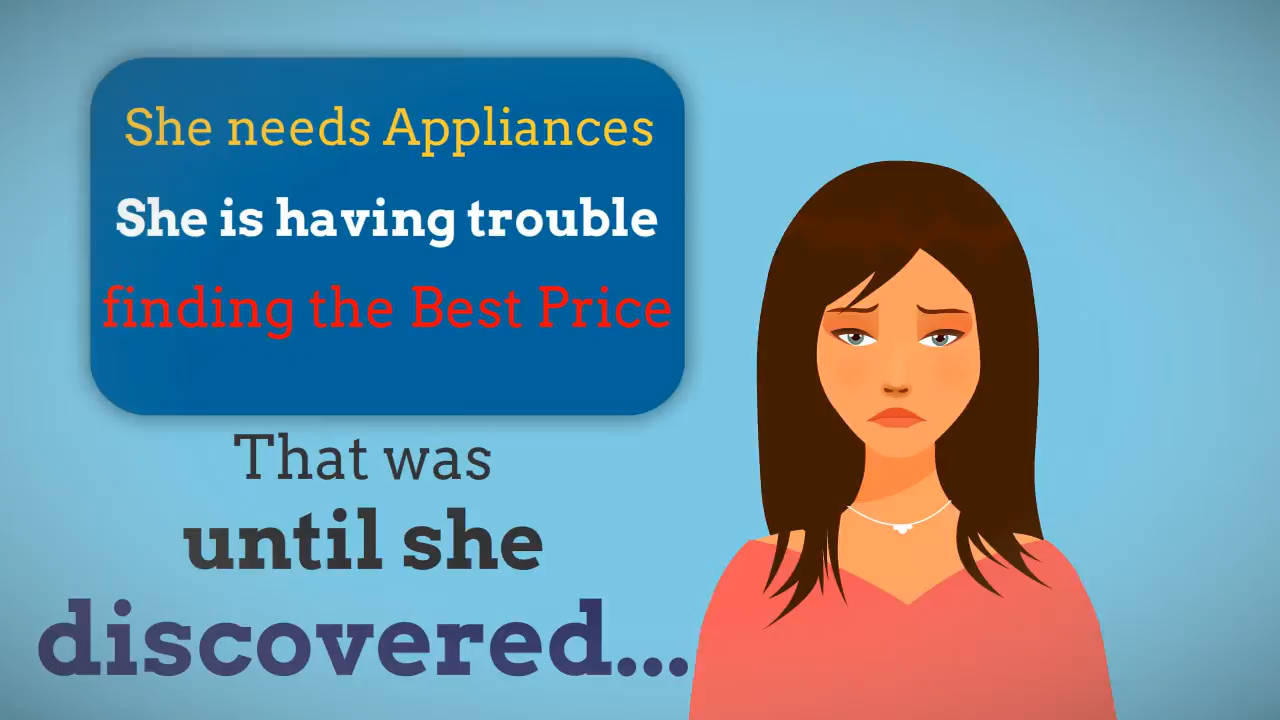 She needs Appliances
She is having trouble
finding the Best Price
That was
until she
discovered...